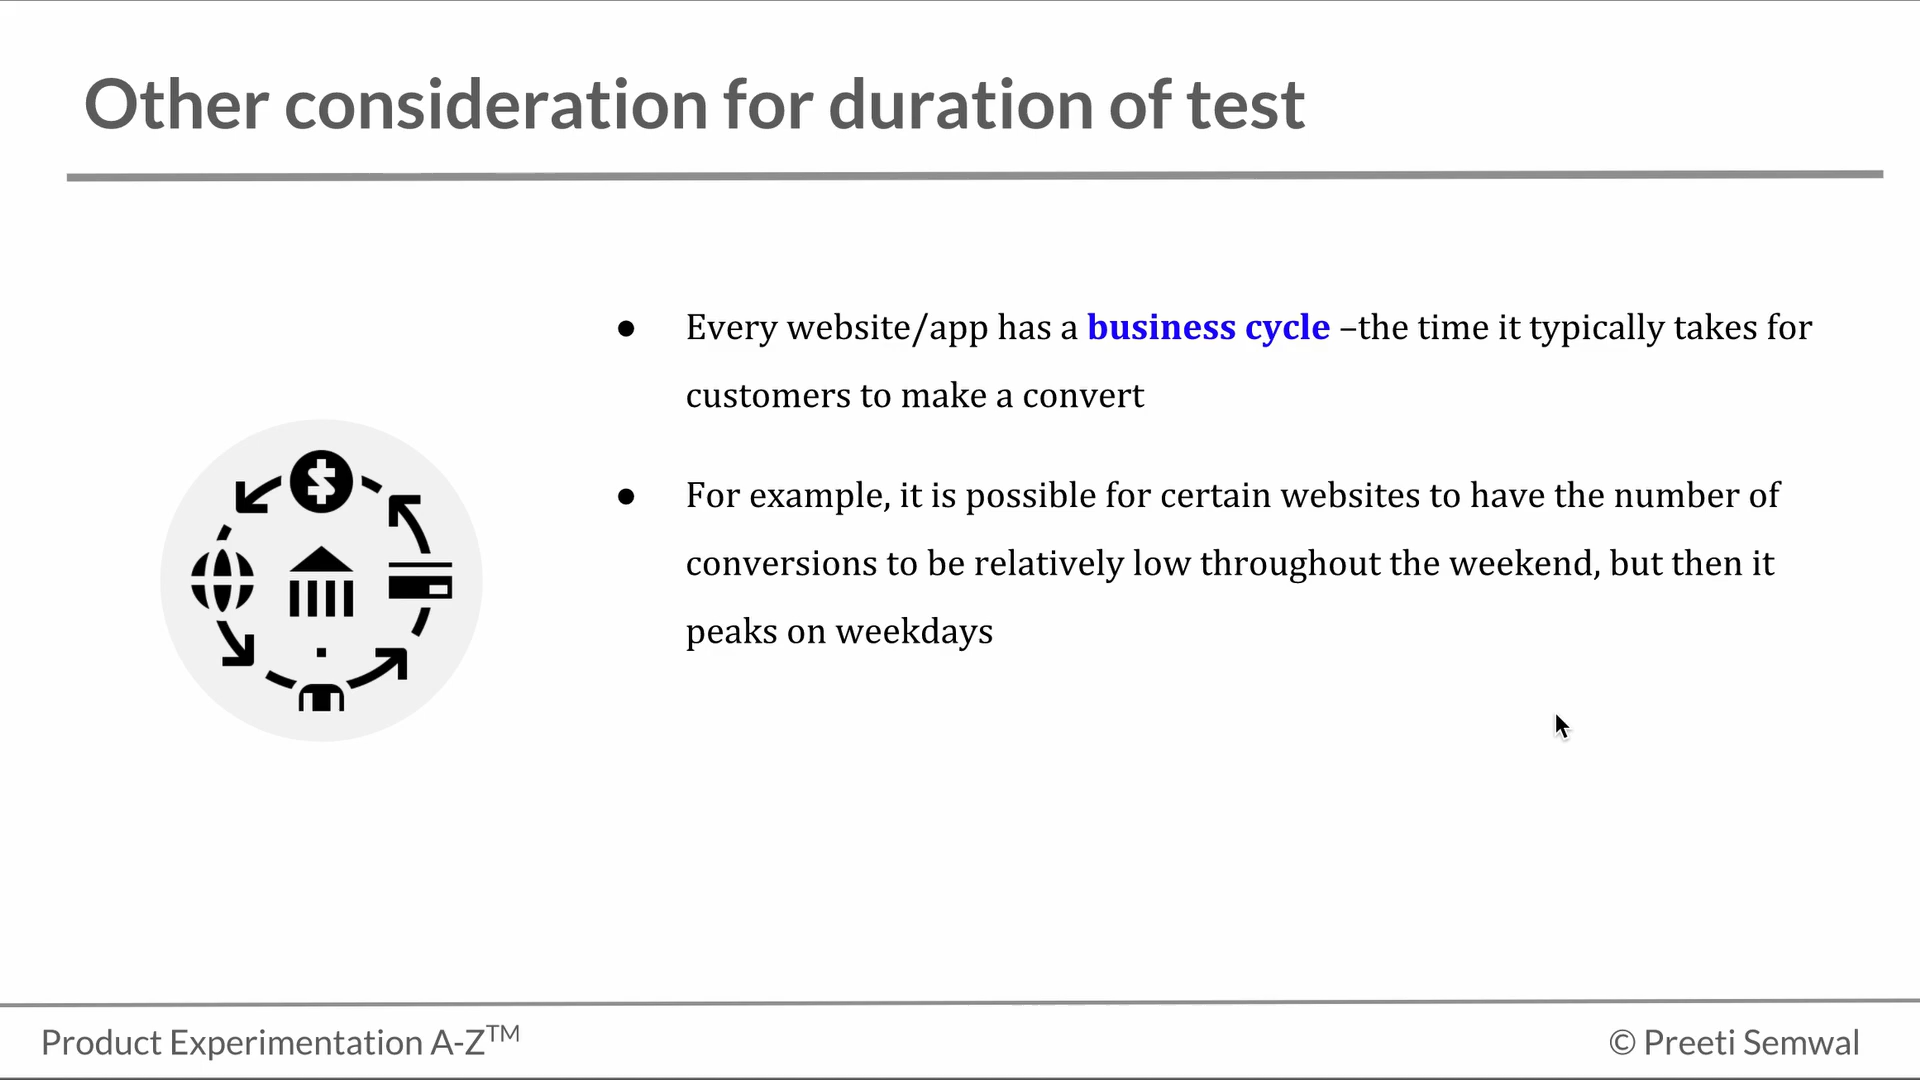 Other consideration for duration of test
● Every website/app has a business cycle –the time it typically takes for
customers to make a convert
● For example, it is possible for certain websites to have the number of
conversions to be relatively low throughout the weekend, but then it
peaks on weekdays
Product Experimentation A-Z™
© Preeti Semwal